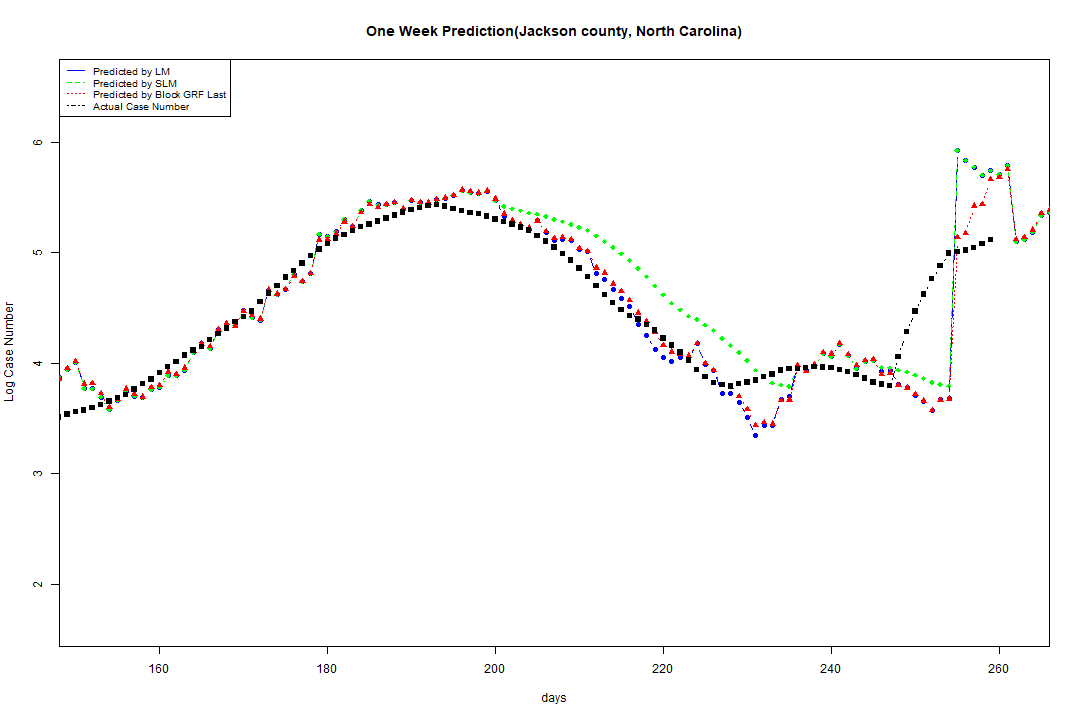 One Week Prediction(Jackson county, North Carolina)
Predicted by LM
Predicted by SLM
Predicted by Block GRF Last
Actual Case Number
6
5
4
3
2
Log Case Number
160 180 200 220 240 260
days